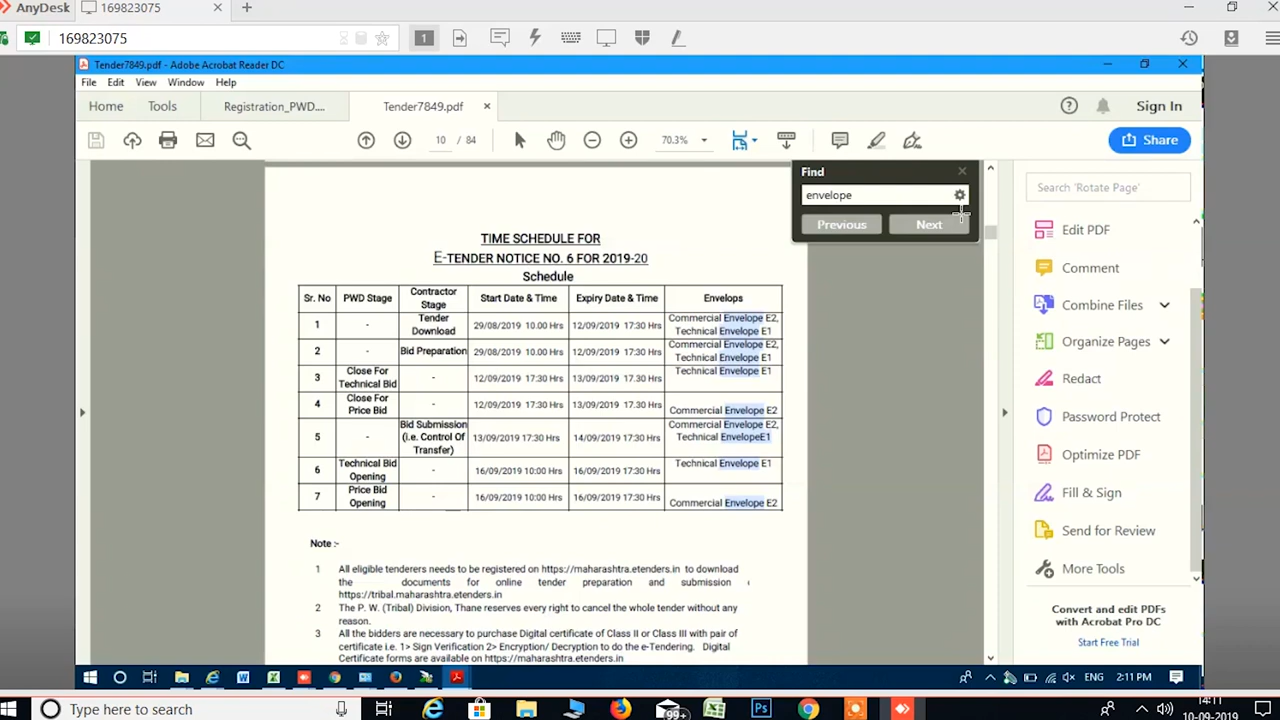 AnyDesk 169823075
169823075 1
Tender7849.pdf - Adobe Acrobat Reader DC
File Edit View Window Help
Home Tools Registration_PWD.... Tender7849.pdf × Sign In
10 / 84 70.3% Share
Find
envelope
Previous Next
Search 'Rotate Page'
Edit PDF
Comment
Combine Files
Organize Pages
Redact
Password Protect
Optimize PDF
Fill & Sign
Send for Review
More Tools
Convert and edit PDFs
with Acrobat Pro DC
Start Free Trial
TIME SCHEDULE FOR
E-TENDER NOTICE NO. 6 FOR 2019-20
Schedule
Sr. No PWD Stage Contractor Stage Start Date & Time Expiry Date & Time Envelops
1 - Tender Download 29/08/2019 10.00 Hrs 12/09/2019 17:30 Hrs Commercial Envelope E2, Technical Envelope E1
2 - Bid Preparation 29/08/2019 10.00 Hrs 12/09/2019 17:30 Hrs Commercial Envelope E2, Technical Envelope E1
3 Close For Technical Bid - 12/09/2019 17:30 Hrs 13/09/2019 17.30 Hrs Technical Envelope E1
4 Close For Price Bid - 12/09/2019 17:30 Hrs 13/09/2019 17.30 Hrs Commercial Envelope E2
5 - Bid Submission (i.e. Control Of Transfer) 13/09/2019 17:30 Hrs 14/09/2019 17:30 Hrs Commercial Envelope E2, Technical EnvelopeE1
6 Technical Bid Opening - 16/09/2019 10:00 Hrs 16/09/2019 17:30 Hrs Technical Envelope E1
7 Price Bid Opening - 16/09/2019 10:00 Hrs 16/09/2019 17:30 Hrs Commercial Envelope E2
Note :-
1 All eligible tenderers needs to be registered on https://maharashtra.etenders.in to download
the documents for online tender preparation and submission
https://tribal.maharashtra.etenders.in
2 The P. W. (Tribal) Division, Thane reserves every right to cancel the whole tender without any
reason.
3 All the bidders are necessary to purchase Digital certificate of Class II or Class III with pair of
certificate i.e. 1> Sign Verification 2> Encryption/ Decryption to do the e-Tendering. Digital
Certificate forms are available on https://maharashtra.etenders.in
ENG 2:11 PM
Type here to search 99+ 14:11
10-09-2019